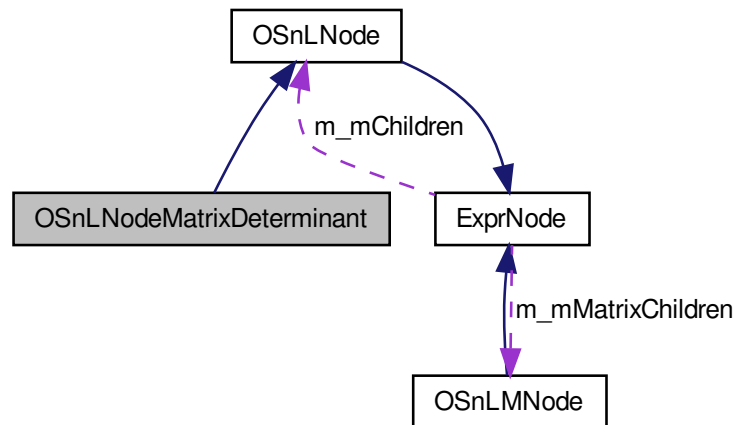 OSnLNode
m_mChildren
OSnLNodeMatrixDeterminant
ExprNode
m_mMatrixChildren
OSnLMNode